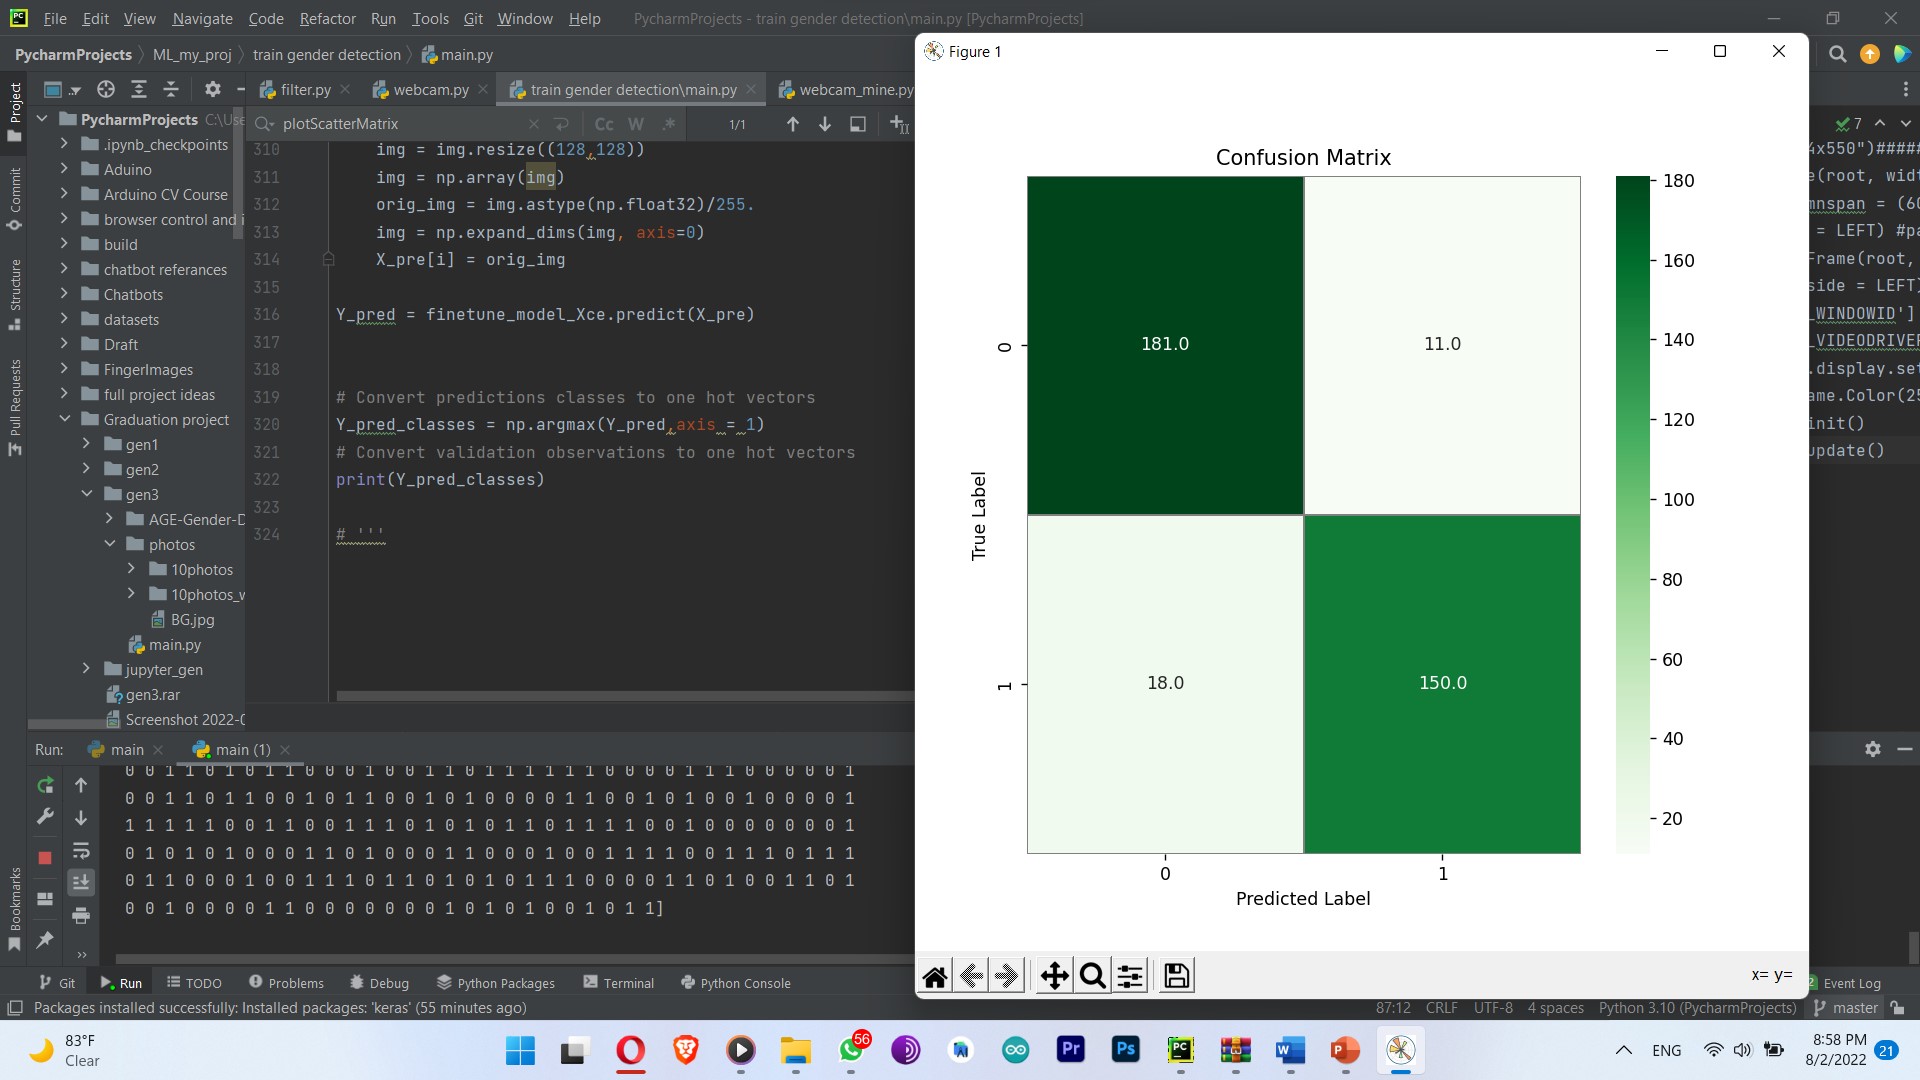 File Edit View Navigate Code Refactor Run Tools Git Window Help PycharmProjects - train gender detection\main.py [PycharmProjects]
PycharmProjects ML_my_proj train gender detection main.py
filter.py webcam.py train gender detection\main.py webcam_mine.py
plotScatterMatrix Cc W .* 1/1
7
Project
Commit
Structure
Pull Requests
Bookmarks
PycharmProjects C:\Use
.ipynb_checkpoints
Aduino
Arduino CV Course
browser control and i
build
chatbot referances
Chatbots
datasets
Draft
FingerImages
full project ideas
Graduation project
gen1
gen2
gen3
AGE-Gender-D
photos
10photos
10photos_w
BG.jpg
main.py
jupyter_gen
gen3.rar
Screenshot 2022-0
310 img = img.resize((128,128))
311 img = np.array(img)
312 orig_img = img.astype(np.float32)/255.
313 img = np.expand_dims(img, axis=0)
314 X_pre[i] = orig_img
315
316 Y_pred = finetune_model_Xce.predict(X_pre)
317
318
319 # Convert predictions classes to one hot vectors
320 Y_pred_classes = np.argmax(Y_pred,axis = 1)
321 # Convert validation observations to one hot vectors
322 print(Y_pred_classes)
323
324 # '''
4x550")#####
e(root, widt
mnspan = (60
= LEFT) #pa
Frame(root,
side = LEFT)
_WINDOWID']
_VIDEODRIVER
.display.set
ame.Color(25
init()
update()
Figure 1
Confusion Matrix
181.0 11.0
18.0 150.0
True Label
0
1
0 1
Predicted Label
180
160
140
120
100
80
60
40
20
x= y=
Run: main main (1)
0 0 1 1 0 1 0 1 1 0 0 0 1 0 0 1 1 0 1 1 1 1 1 1 0 0 0 0 1 1 1 0 0 0 0 0 1
0 0 1 1 0 1 1 0 0 1 0 1 1 0 0 1 0 1 0 0 0 0 1 1 0 0 1 0 1 0 0 1 0 0 0 0 1
1 1 1 1 1 0 0 1 1 0 0 1 1 1 0 1 0 1 0 1 1 0 1 1 1 1 0 0 1 0 0 0 0 0 0 0 1
0 1 0 1 0 1 0 0 0 1 1 0 1 0 0 0 1 1 0 0 0 1 0 0 1 1 1 1 0 0 1 1 1 0 1 1 1
0 1 1 0 0 0 1 0 0 1 1 1 0 1 1 0 1 0 1 0 1 1 1 0 0 0 0 1 1 0 1 0 0 1 1 0 1
0 0 1 0 0 0 0 1 1 0 0 0 0 0 0 0 1 0 1 0 1 0 0 1 0 1 1]
Git Run TODO Problems Debug Python Packages Terminal Python Console 2 Event Log
Packages installed successfully: Installed packages: 'keras' (55 minutes ago) 87:12 CRLF UTF-8 4 spaces Python 3.10 (PycharmProjects) master
83°F
Clear
56
Pr
Ps
PC
W
P
ENG
8:58 PM
8/2/2022
21